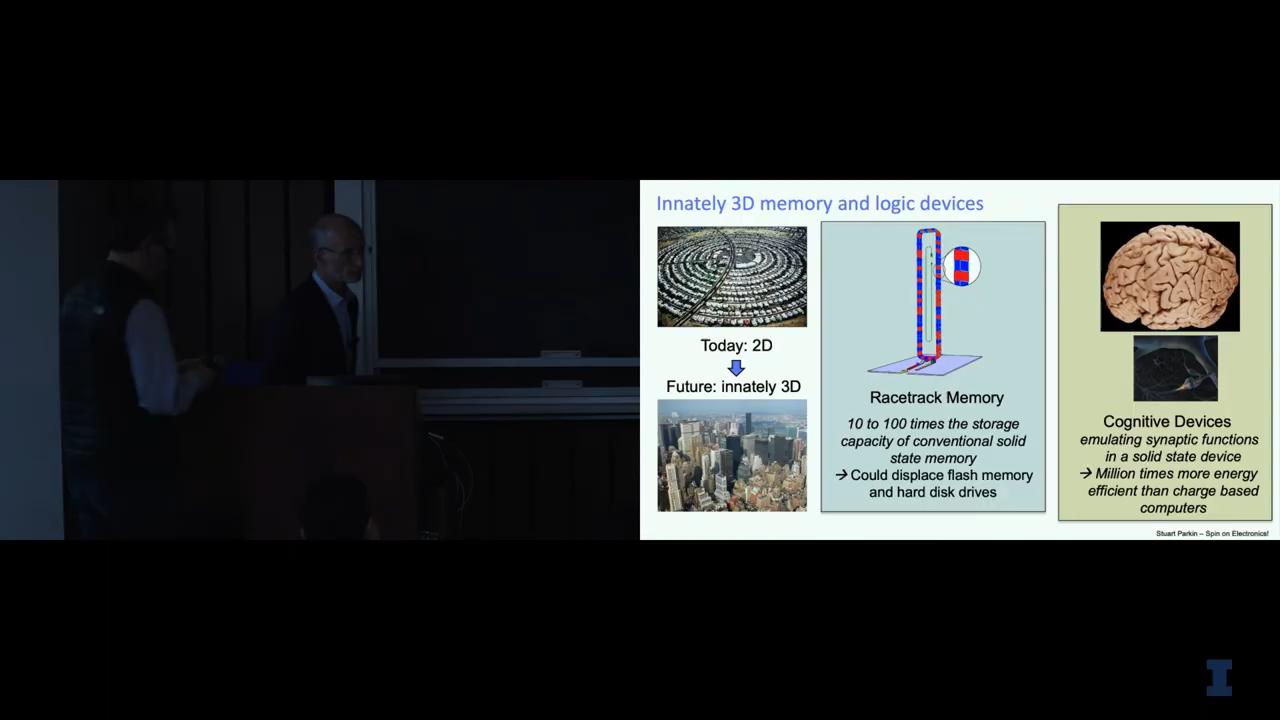 Innately 3D memory and logic devices
Today: 2D
Future: innately 3D
Racetrack Memory
10 to 100 times the storage
capacity of conventional solid
state memory
→ Could displace flash memory
and hard disk drives
Cognitive Devices
emulating synaptic functions
in a solid state device
→ Million times more energy
efficient than charge based
computers
Stuart Parkin – Spin on Electronics!
I